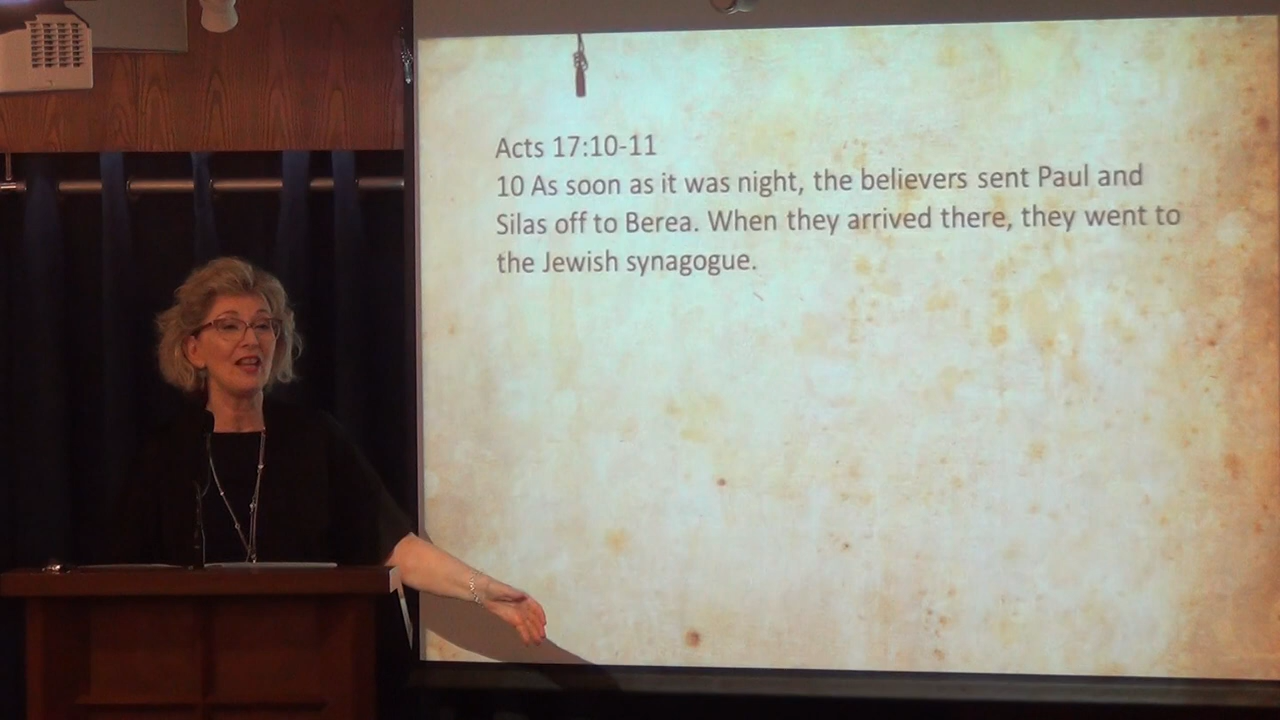 Acts 17:10-11
10 As soon as it was night, the believers sent Paul and
Silas off to Berea. When they arrived there, they went to
the Jewish synagogue.